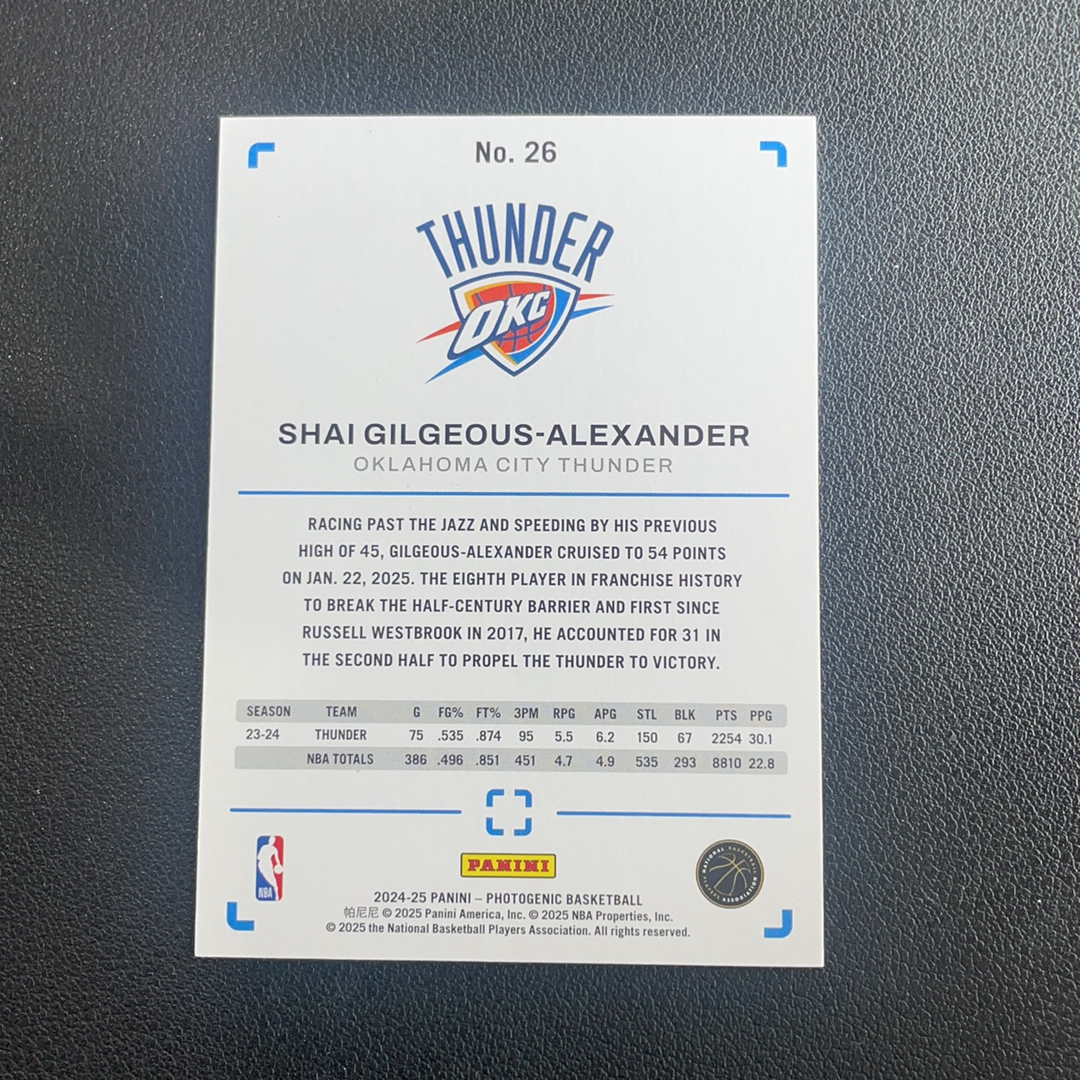 No. 26
THUNDER
OKC
SHAI GILGEOUS-ALEXANDER
OKLAHOMA CITY THUNDER
RACING PAST THE JAZZ AND SPEEDING BY HIS PREVIOUS
HIGH OF 45, GILGEOUS-ALEXANDER CRUISED TO 54 POINTS
ON JAN. 22, 2025. THE EIGHTH PLAYER IN FRANCHISE HISTORY
TO BREAK THE HALF-CENTURY BARRIER AND FIRST SINCE
RUSSELL WESTBROOK IN 2017, HE ACCOUNTED FOR 31 IN
THE SECOND HALF TO PROPEL THE THUNDER TO VICTORY.
SEASON TEAM G FG% FT% 3PM RPG APG STL BLK PTS PPG
23-24 THUNDER 75 .535 .874 95 5.5 6.2 150 67 2254 30.1
NBA TOTALS 386 .496 .851 451 4.7 4.9 535 293 8810 22.8
NBA
PANINI
NATIONAL BASKETBALL PLAYERS ASSOCIATION
2024-25 PANINI – PHOTOGENIC BASKETBALL
帕尼尼 © 2025 Panini America, Inc. © 2025 NBA Properties, Inc.
© 2025 the National Basketball Players Association. All rights reserved.